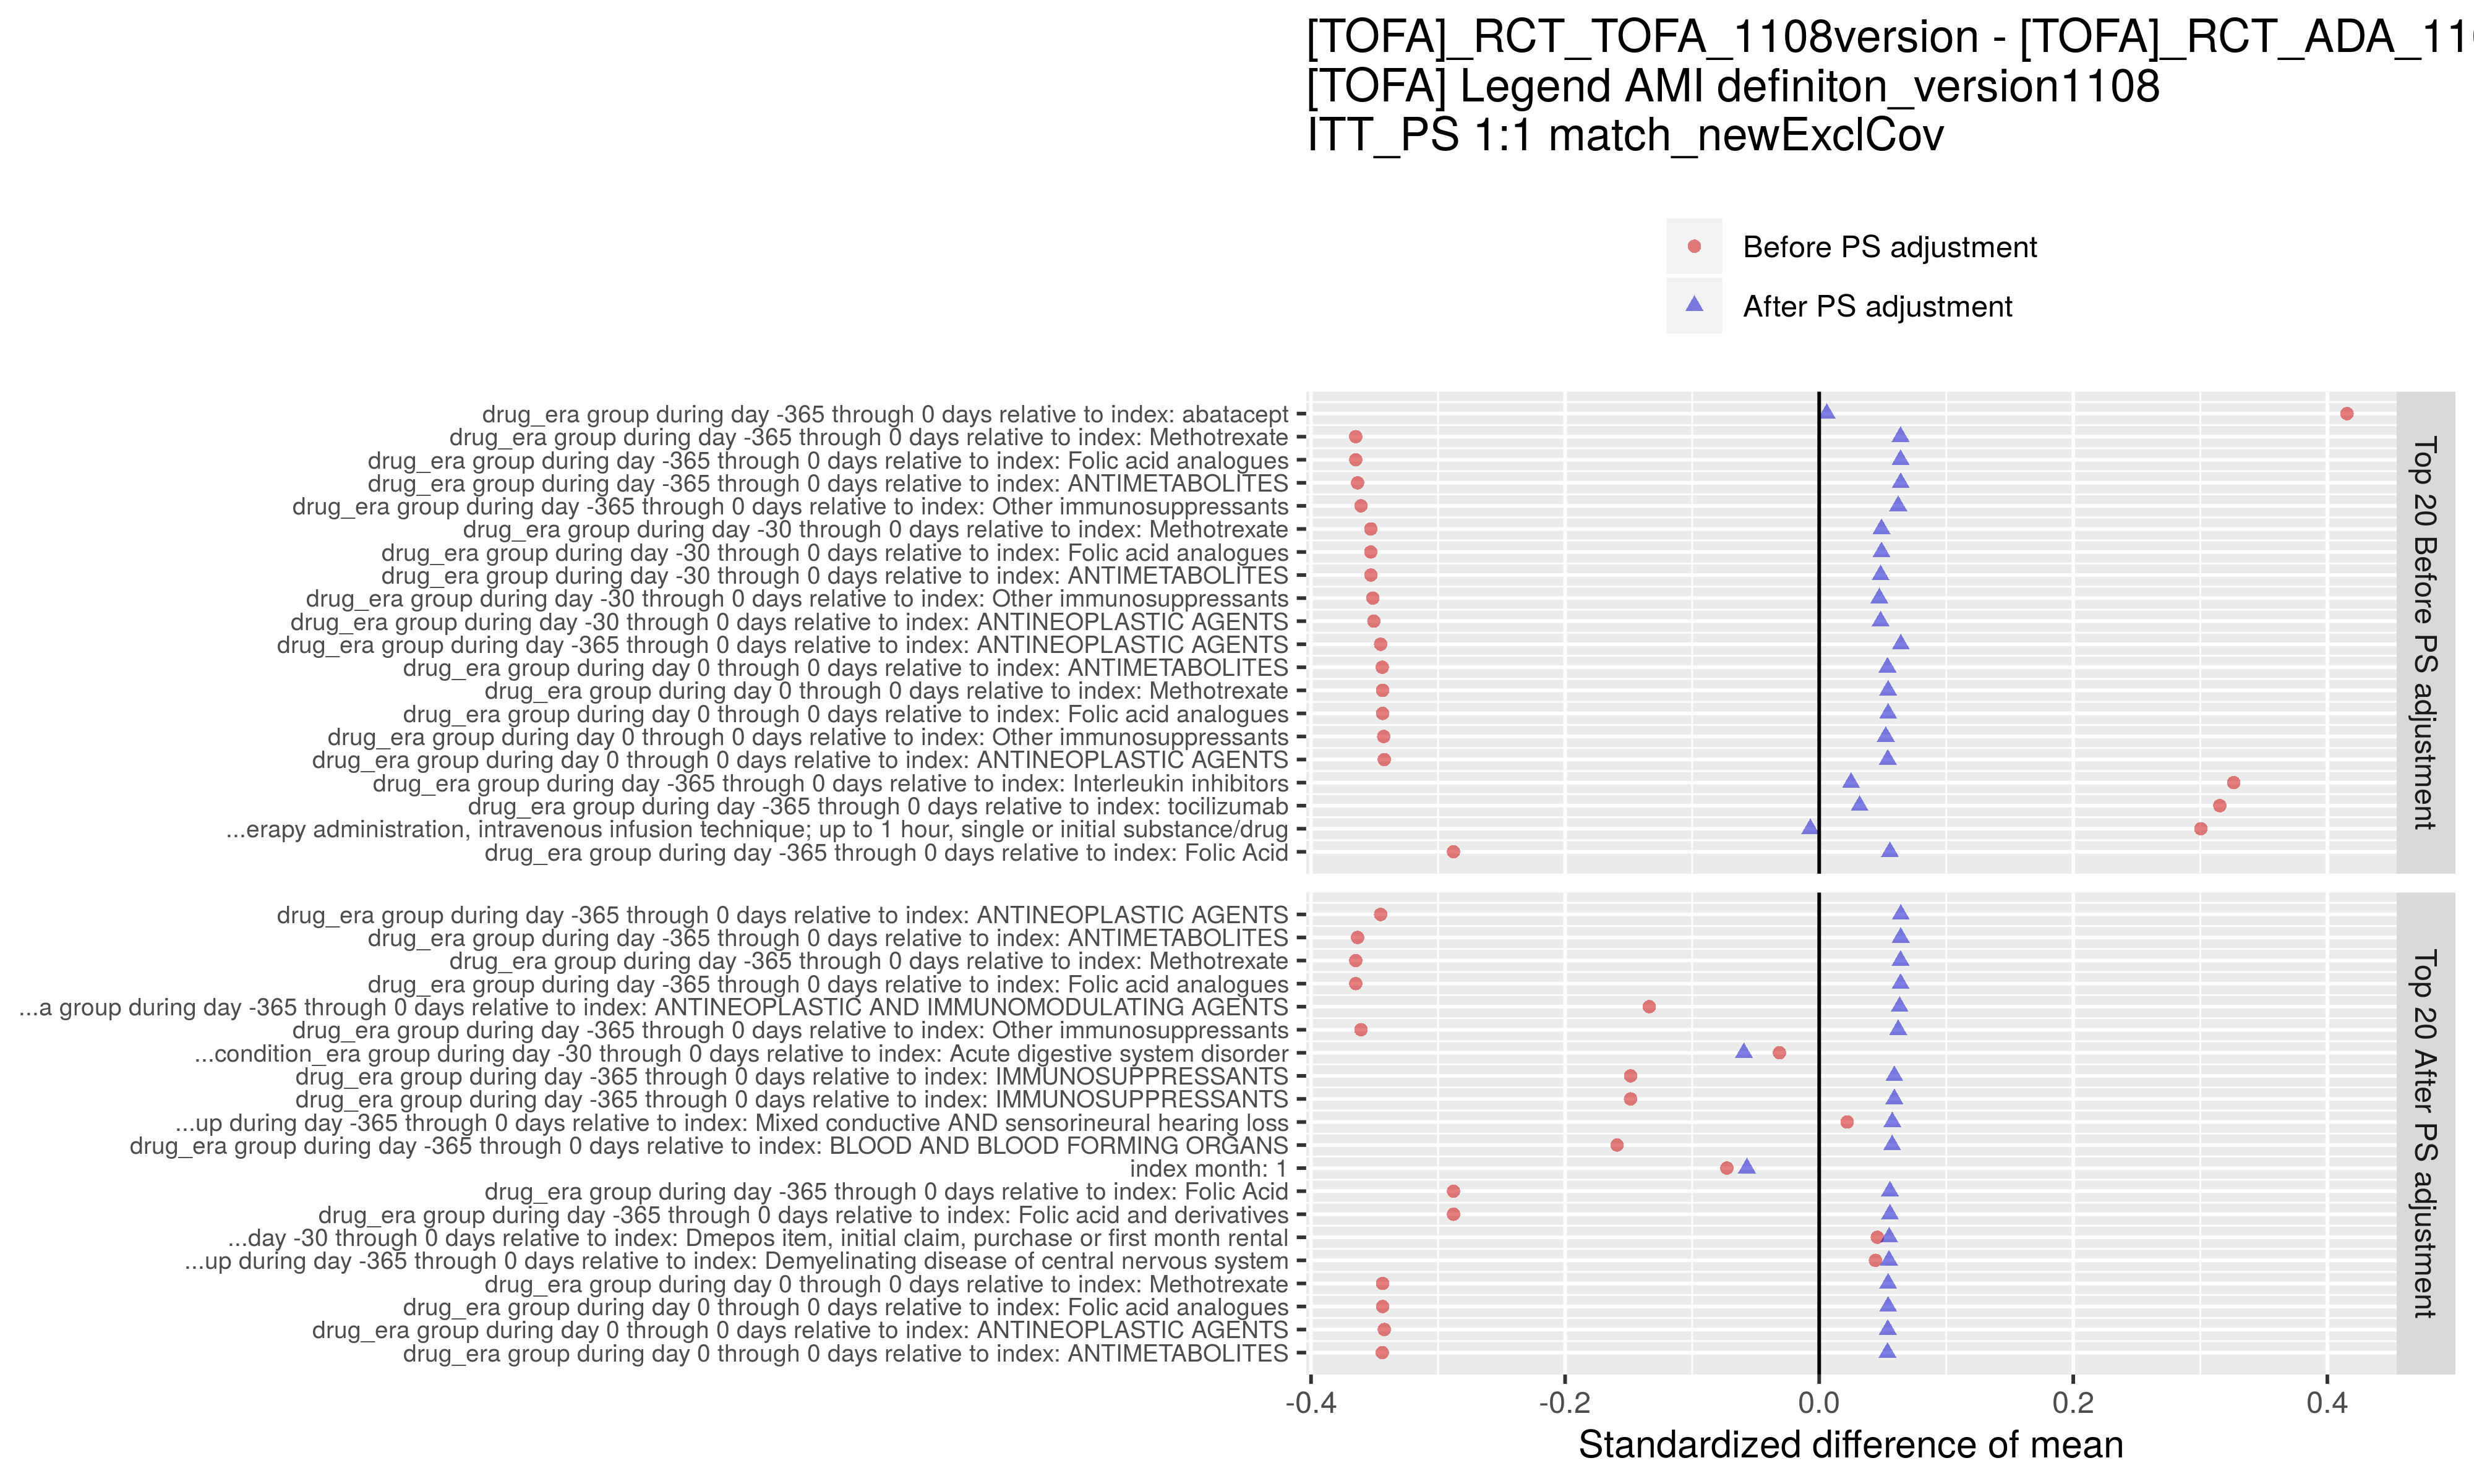 [TOFA]_RCT_TOFA_1108version - [TOFA]_RCT_ADA_11
[TOFA] Legend AMI definiton_version1108
ITT_PS 1:1 match_newExclCov
Before PS adjustment
After PS adjustment
drug_era group during day -365 through 0 days relative to index: abatacept
drug_era group during day -365 through 0 days relative to index: Methotrexate
drug_era group during day -365 through 0 days relative to index: Folic acid analogues
drug_era group during day -365 through 0 days relative to index: ANTIMETABOLITES
drug_era group during day -365 through 0 days relative to index: Other immunosuppressants
drug_era group during day -30 through 0 days relative to index: Methotrexate
drug_era group during day -30 through 0 days relative to index: Folic acid analogues
drug_era group during day -30 through 0 days relative to index: ANTIMETABOLITES
drug_era group during day -30 through 0 days relative to index: Other immunosuppressants
drug_era group during day -30 through 0 days relative to index: ANTINEOPLASTIC AGENTS
drug_era group during day -365 through 0 days relative to index: ANTINEOPLASTIC AGENTS
drug_era group during day 0 through 0 days relative to index: ANTIMETABOLITES
drug_era group during day 0 through 0 days relative to index: Methotrexate
drug_era group during day 0 through 0 days relative to index: Folic acid analogues
drug_era group during day 0 through 0 days relative to index: Other immunosuppressants
drug_era group during day 0 through 0 days relative to index: ANTINEOPLASTIC AGENTS
drug_era group during day -365 through 0 days relative to index: Interleukin inhibitors
drug_era group during day -365 through 0 days relative to index: tocilizumab
...erapy administration, intravenous infusion technique; up to 1 hour, single or initial substance/drug
drug_era group during day -365 through 0 days relative to index: Folic Acid
Top 20 Before PS adjustment
drug_era group during day -365 through 0 days relative to index: ANTINEOPLASTIC AGENTS
drug_era group during day -365 through 0 days relative to index: ANTIMETABOLITES
drug_era group during day -365 through 0 days relative to index: Methotrexate
drug_era group during day -365 through 0 days relative to index: Folic acid analogues
...a group during day -365 through 0 days relative to index: ANTINEOPLASTIC AND IMMUNOMODULATING AGENTS
drug_era group during day -365 through 0 days relative to index: Other immunosuppressants
...condition_era group during day -30 through 0 days relative to index: Acute digestive system disorder
drug_era group during day -365 through 0 days relative to index: IMMUNOSUPPRESSANTS
drug_era group during day -365 through 0 days relative to index: IMMUNOSUPPRESSANTS
...up during day -365 through 0 days relative to index: Mixed conductive AND sensorineural hearing loss
drug_era group during day -365 through 0 days relative to index: BLOOD AND BLOOD FORMING ORGANS
index month: 1
drug_era group during day -365 through 0 days relative to index: Folic Acid
drug_era group during day -365 through 0 days relative to index: Folic acid and derivatives
...day -30 through 0 days relative to index: Dmepos item, initial claim, purchase or first month rental
...up during day -365 through 0 days relative to index: Demyelinating disease of central nervous system
drug_era group during day 0 through 0 days relative to index: Methotrexate
drug_era group during day 0 through 0 days relative to index: Folic acid analogues
drug_era group during day 0 through 0 days relative to index: ANTINEOPLASTIC AGENTS
drug_era group during day 0 through 0 days relative to index: ANTIMETABOLITES
Top 20 After PS adjustment
-0.4 -0.2 0.0 0.2 0.4
Standardized difference of mean